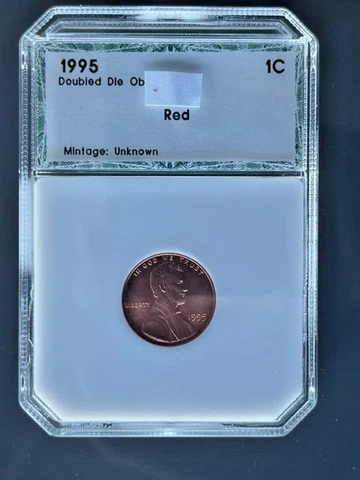 1995 1C
Doubled Die Ob
Red
Mintage: Unknown
IN GOD WE TRUST
LIBERTY
1995